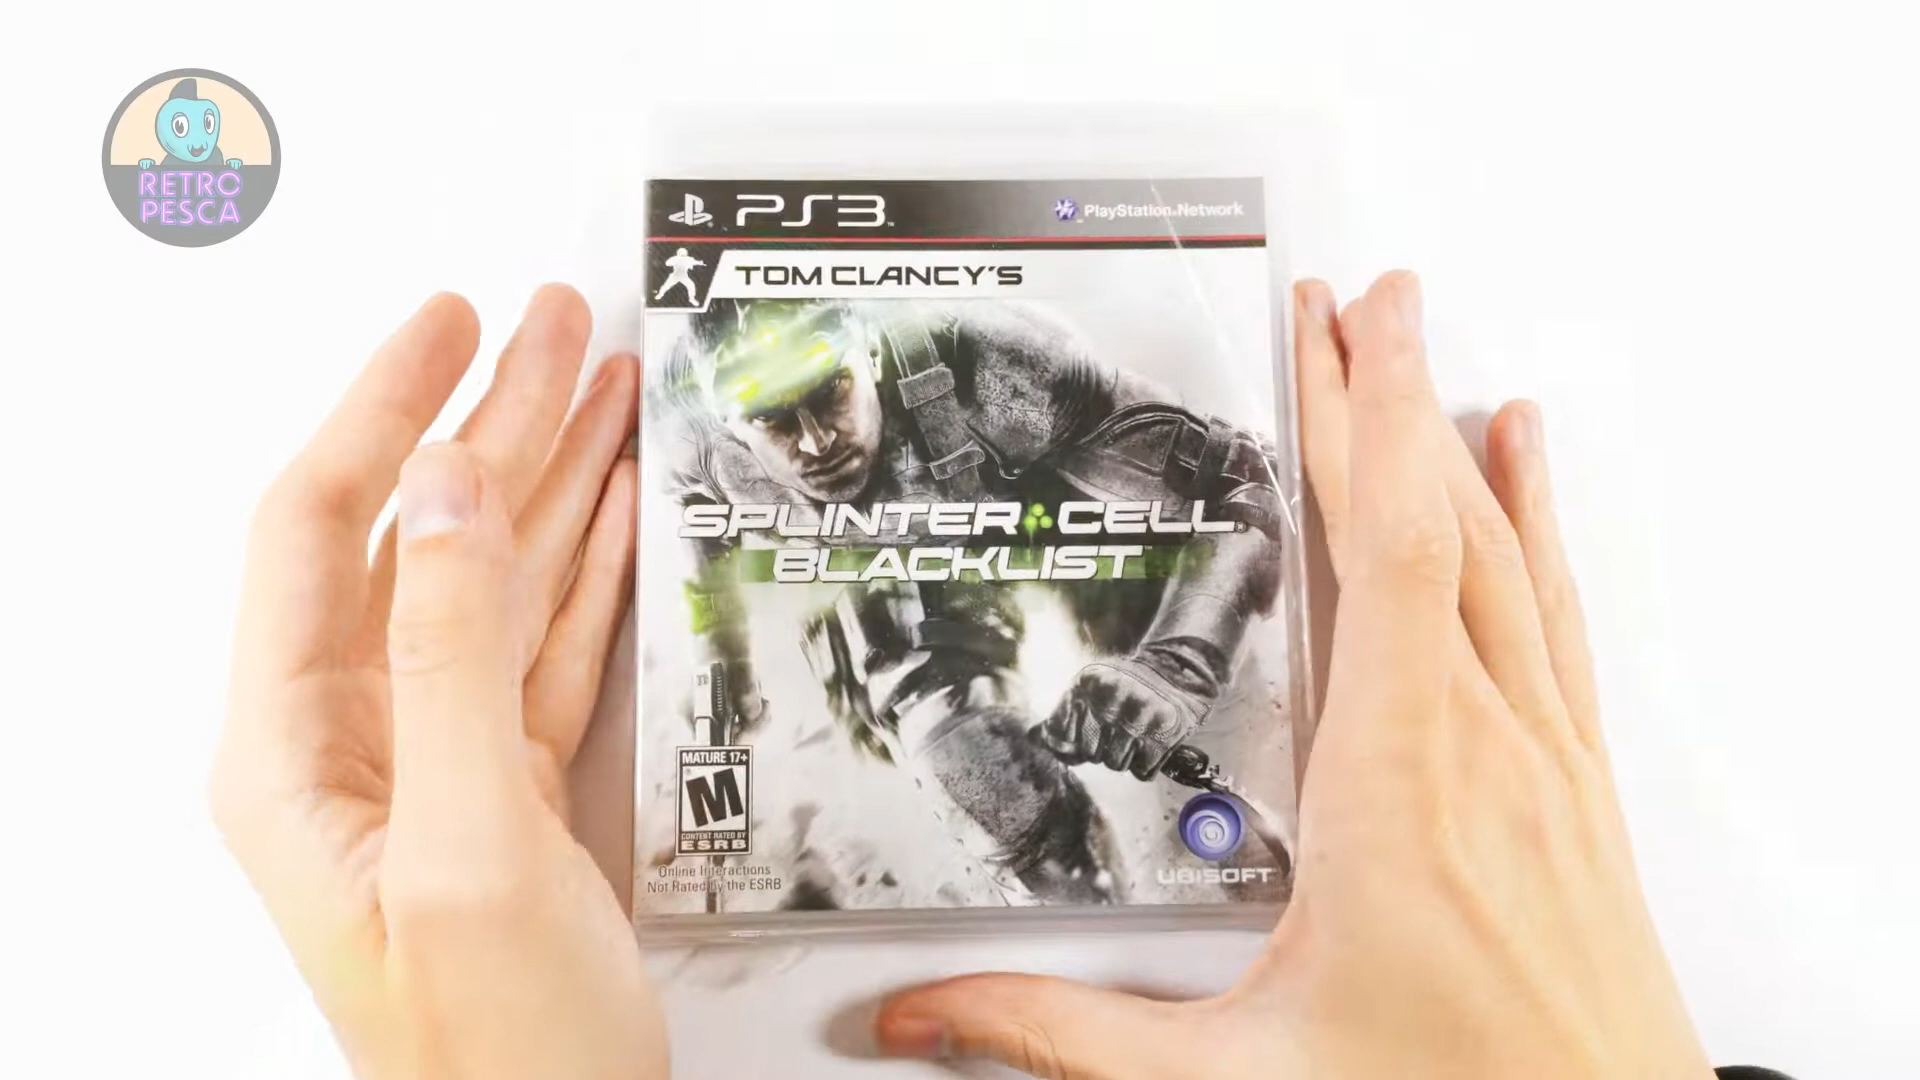 RETRO
PESCA
PS3
PlayStation Network
TOM CLANCY'S
SPLINTER CELL
BLACKLIST
MATURE 17+
M
CONTENT RATED BY
ESRB
Online Interactions
Not Rated by the ESRB
UBISOFT